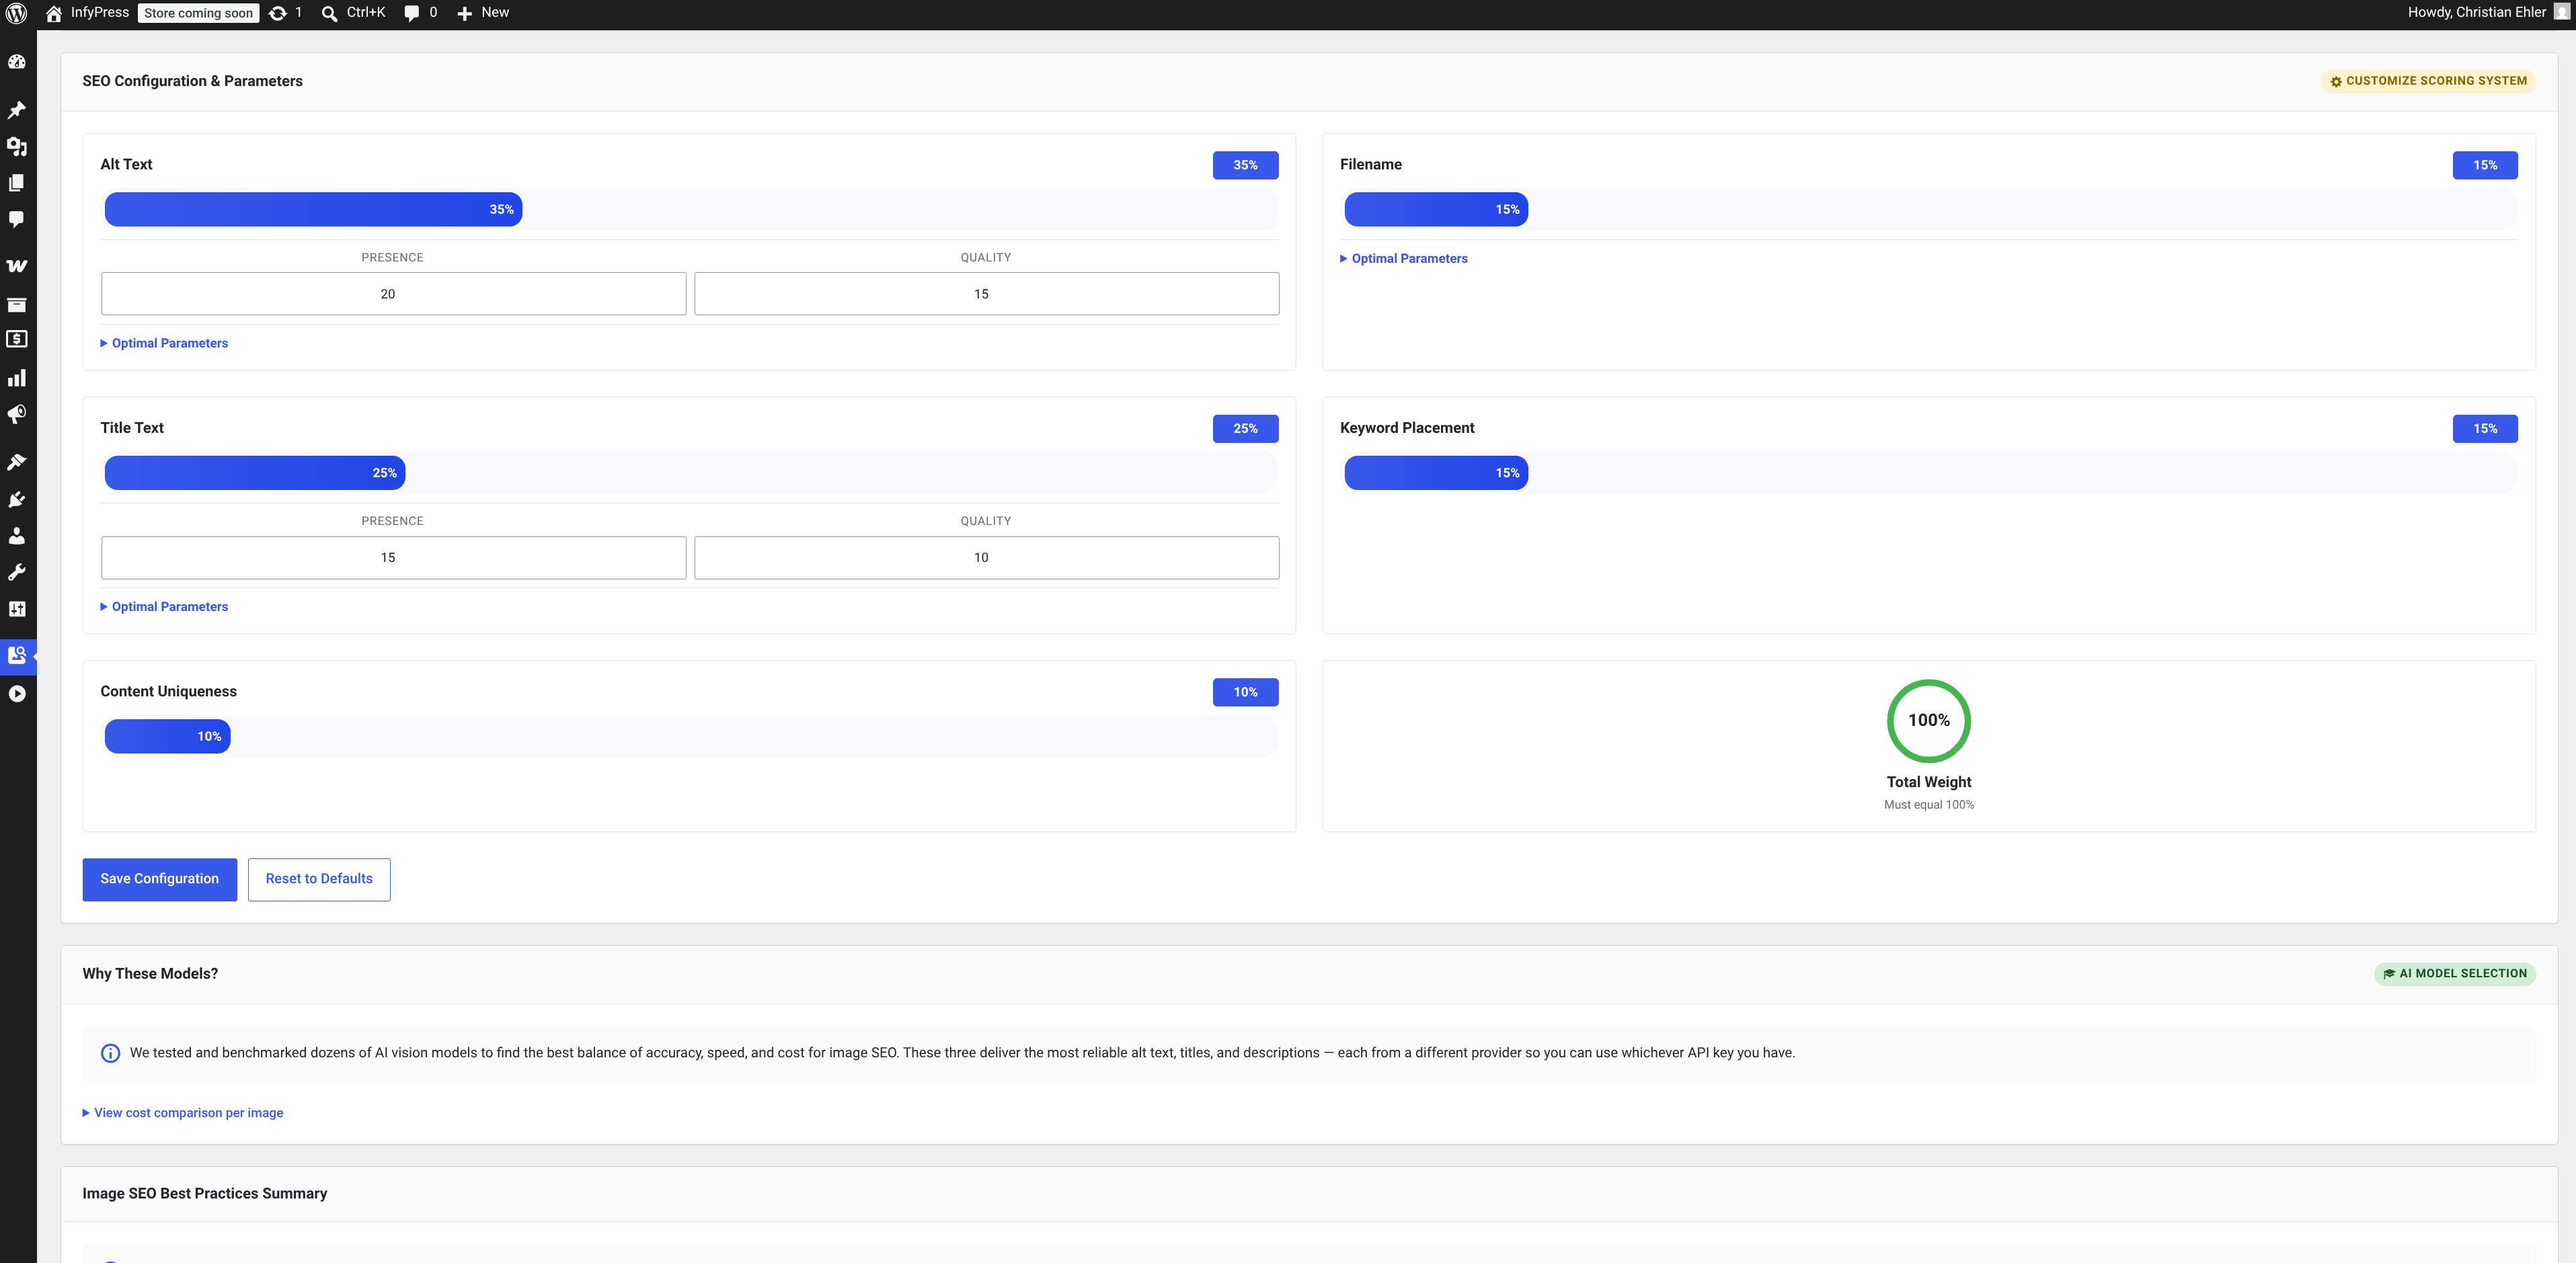 InfyPress Store coming soon 1 Ctrl+K 0 New Howdy, Christian Ehler
SEO Configuration & Parameters
CUSTOMIZE SCORING SYSTEM
Alt Text
35%
35%
PRESENCE
QUALITY
20
15
Optimal Parameters
Filename
15%
15%
Optimal Parameters
Title Text
25%
25%
PRESENCE
QUALITY
15
10
Optimal Parameters
Keyword Placement
15%
15%
Content Uniqueness
10%
10%
100%
Total Weight
Must equal 100%
Save Configuration
Reset to Defaults
Why These Models?
AI MODEL SELECTION
We tested and benchmarked dozens of AI vision models to find the best balance of accuracy, speed, and cost for image SEO. These three deliver the most reliable alt text, titles, and descriptions — each from a different provider so you can use whichever API key you have.
View cost comparison per image
Image SEO Best Practices Summary